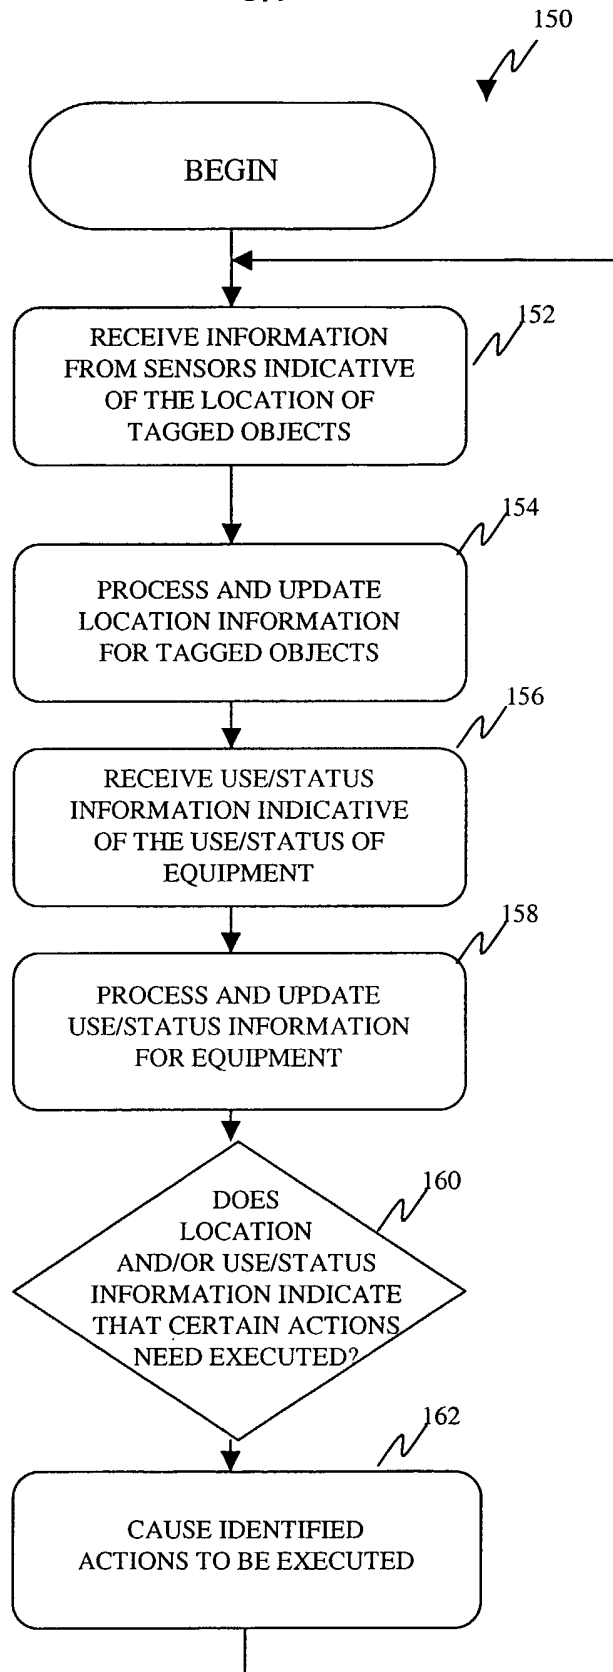 150
BEGIN
152
RECEIVE INFORMATION
FROM SENSORS INDICATIVE
OF THE LOCATION OF
TAGGED OBJECTS
154
PROCESS AND UPDATE
LOCATION INFORMATION
FOR TAGGED OBJECTS
156
RECEIVE USE/STATUS
INFORMATION INDICATIVE
OF THE USE/STATUS OF
EQUIPMENT
158
PROCESS AND UPDATE
USE/STATUS INFORMATION
FOR EQUIPMENT
160
DOES
LOCATION
AND/OR USE/STATUS
INFORMATION INDICATE
THAT CERTAIN ACTIONS
NEED EXECUTED?
162
CAUSE IDENTIFIED
ACTIONS TO BE EXECUTED